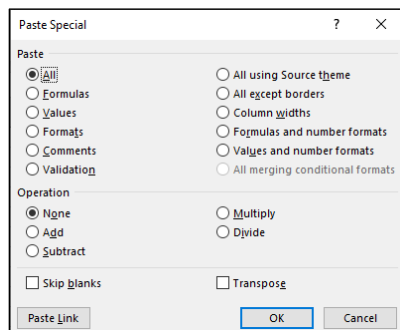 Paste Special ? ×
Paste
All
Formulas
Values
Formats
Comments
Validation
All using Source theme
All except borders
Column widths
Formulas and number formats
Values and number formats
All merging conditional formats
Operation
None
Add
Subtract
Multiply
Divide
Skip blanks
Transpose
Paste Link
OK
Cancel